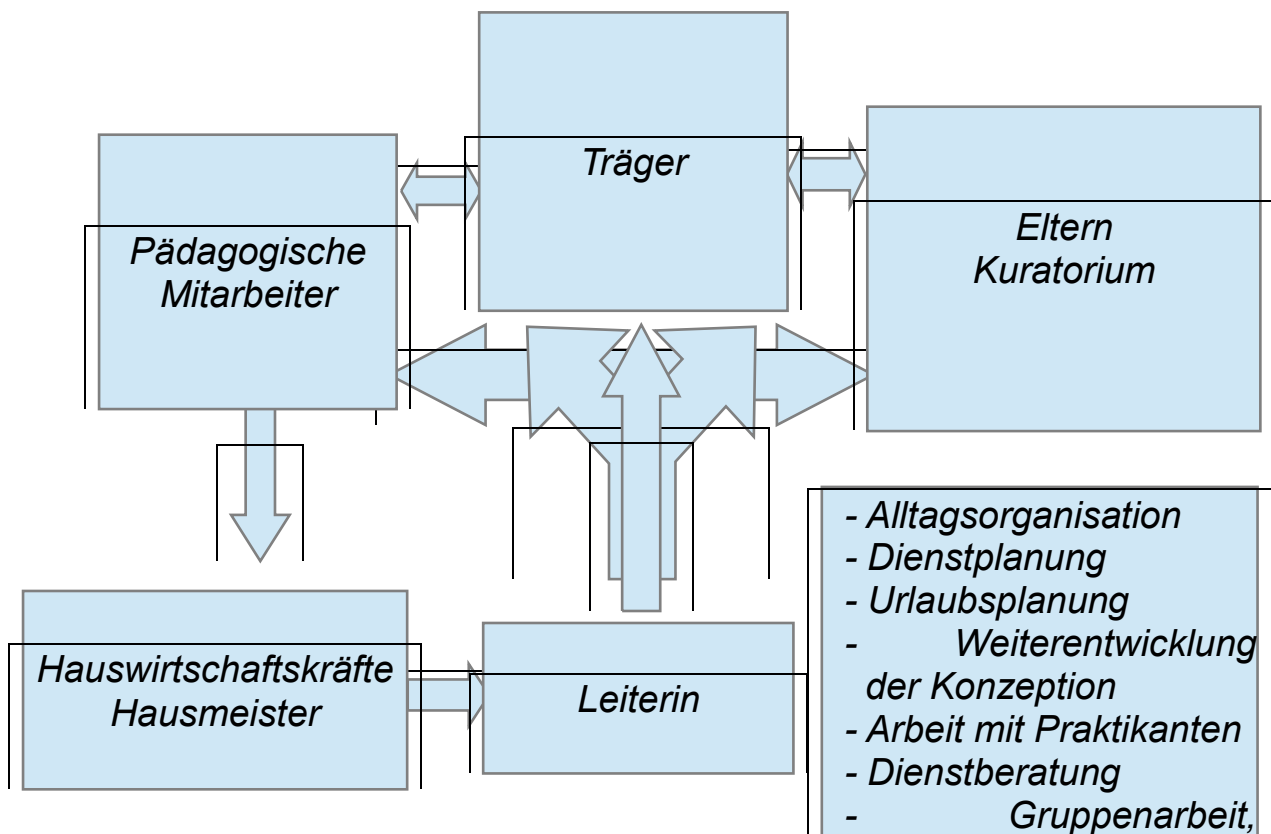 Träger
Pädagogische
Mitarbeiter
Eltern
Kuratorium
Hauswirtschaftskräfte
Hausmeister
Leiterin
- Alltagsorganisation
- Dienstplanung
- Urlaubsplanung
- Weiterentwicklung
der Konzeption
- Arbeit mit Praktikanten
- Dienstberatung
- Gruppenarbeit,